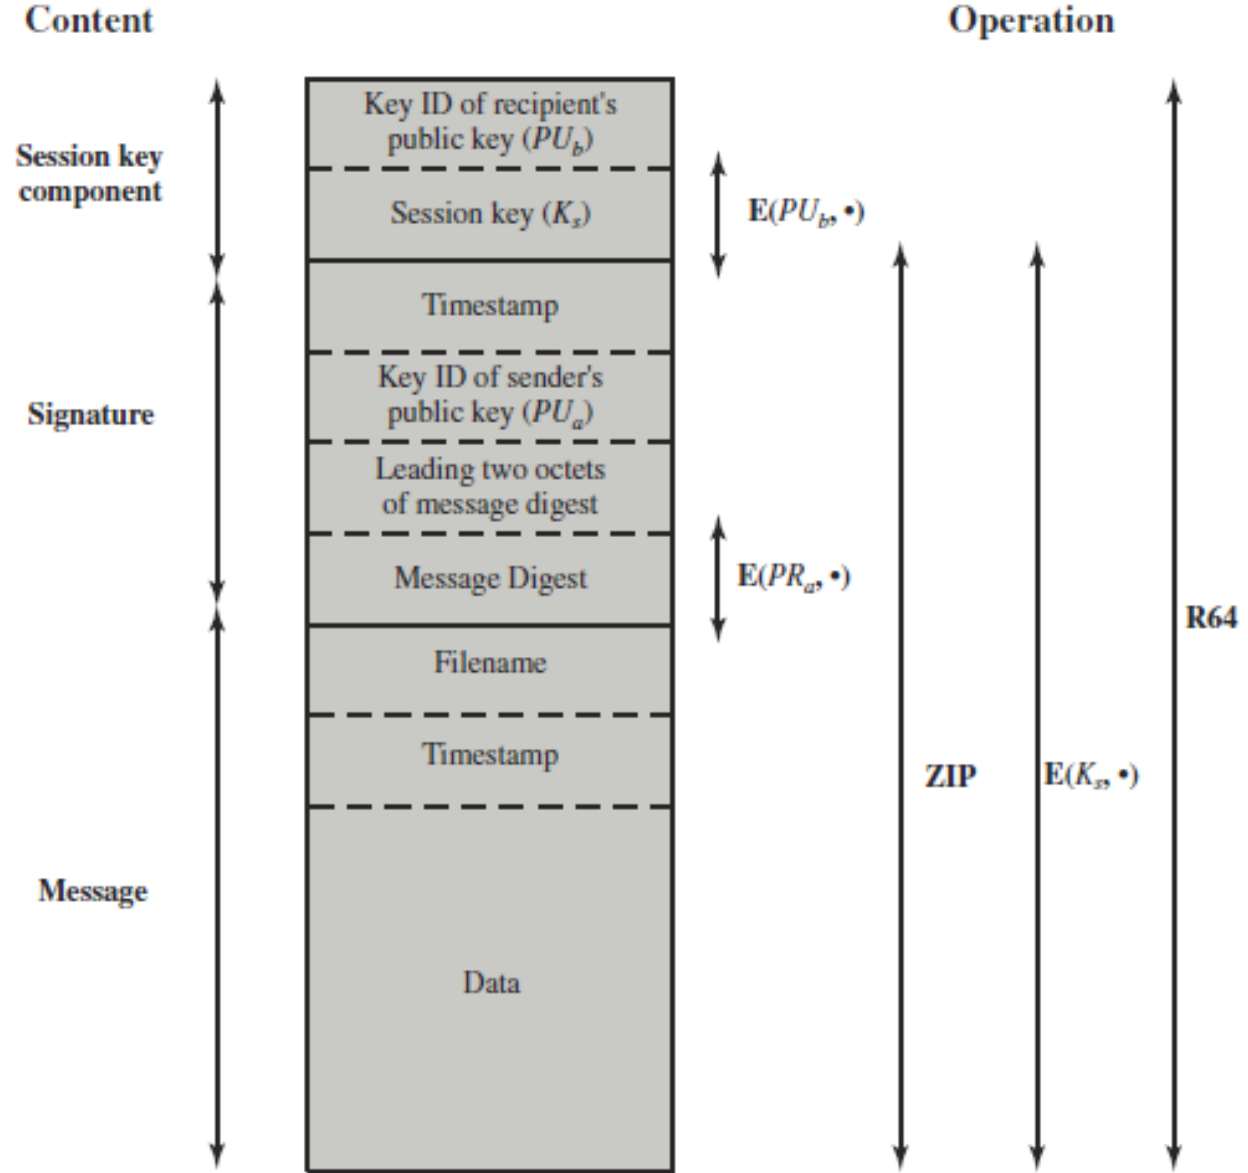 Content
Operation
Key ID of recipient's
public key (PU_b)
Session key
component
Session key (K_s)
E(PU_b, •)
Timestamp
Key ID of sender's
public key (PU_a)
Signature
Leading two octets
of message digest
Message Digest
E(PR_a, •)
R64
Filename
Timestamp
ZIP
E(K_s, •)
Message
Data